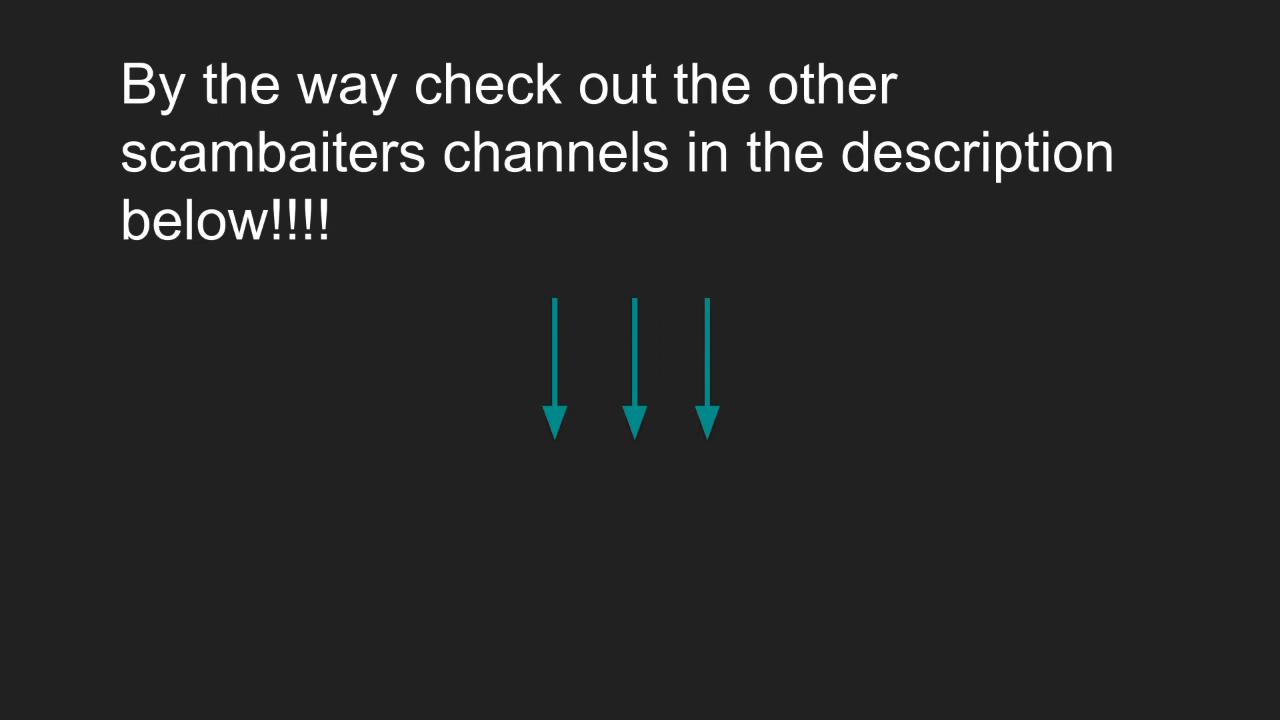 By the way check out the other
scambaiters channels in the description
below!!!!